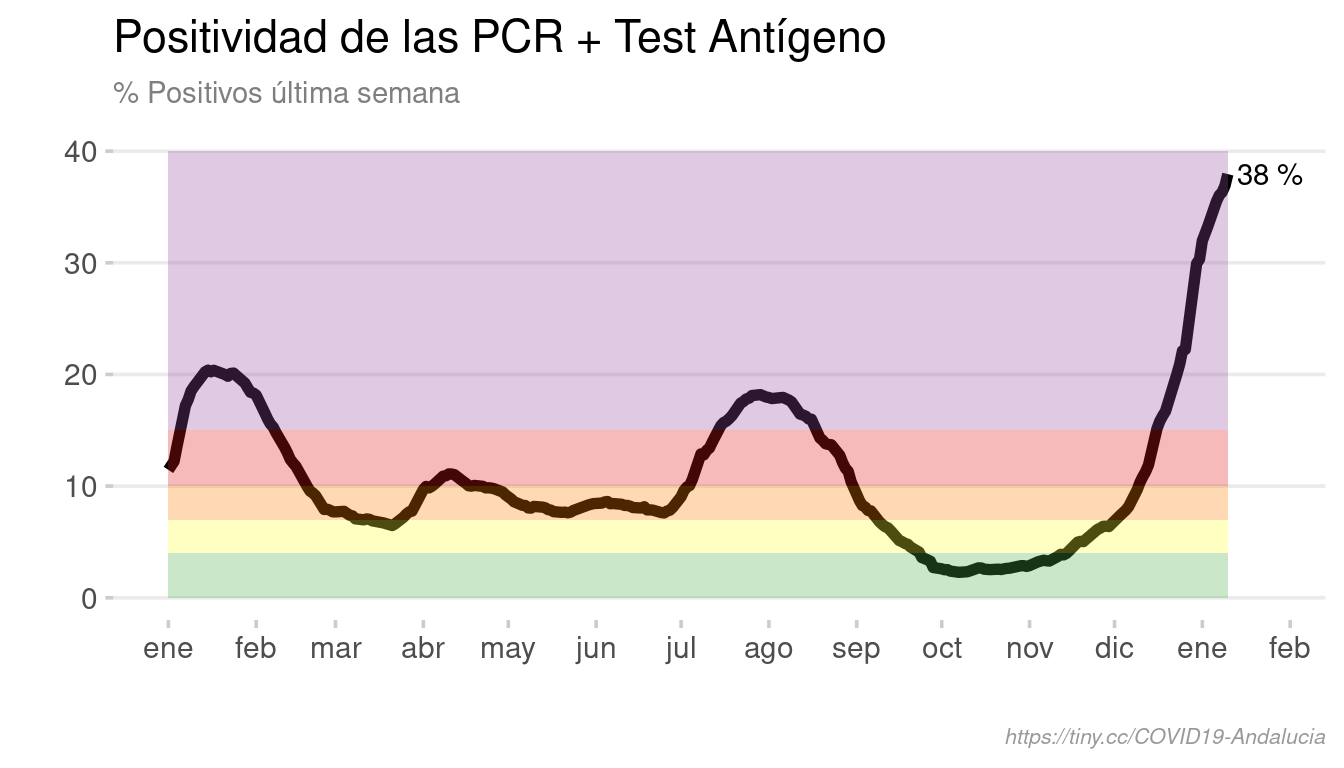 Positividad de las PCR + Test Antígeno
% Positivos última semana
40
38 %
30
20
10
0
ene feb mar abr may jun jul ago sep oct nov dic ene feb
https://tiny.cc/COVID19-Andalucia